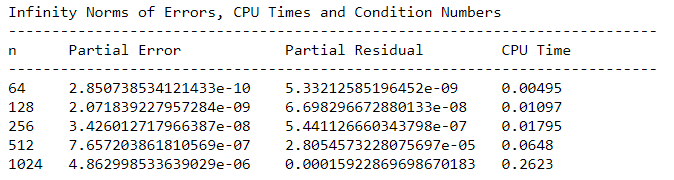 Infinity Norms of Errors, CPU Times and Condition Numbers
------------------------------------------------------------------------
n      Partial Error           Partial Residual        CPU Time
------------------------------------------------------------------------
64     2.850738534121433e-10   5.33212585196452e-09    0.00495
128    2.071839227957284e-09   6.698296672880133e-08   0.01097
256    3.426012717966387e-08   5.441126660343798e-07   0.01795
512    7.657203861810569e-07   2.8054573228075697e-05  0.0648
1024   4.862998533639029e-06   0.00015922869698670183  0.2623